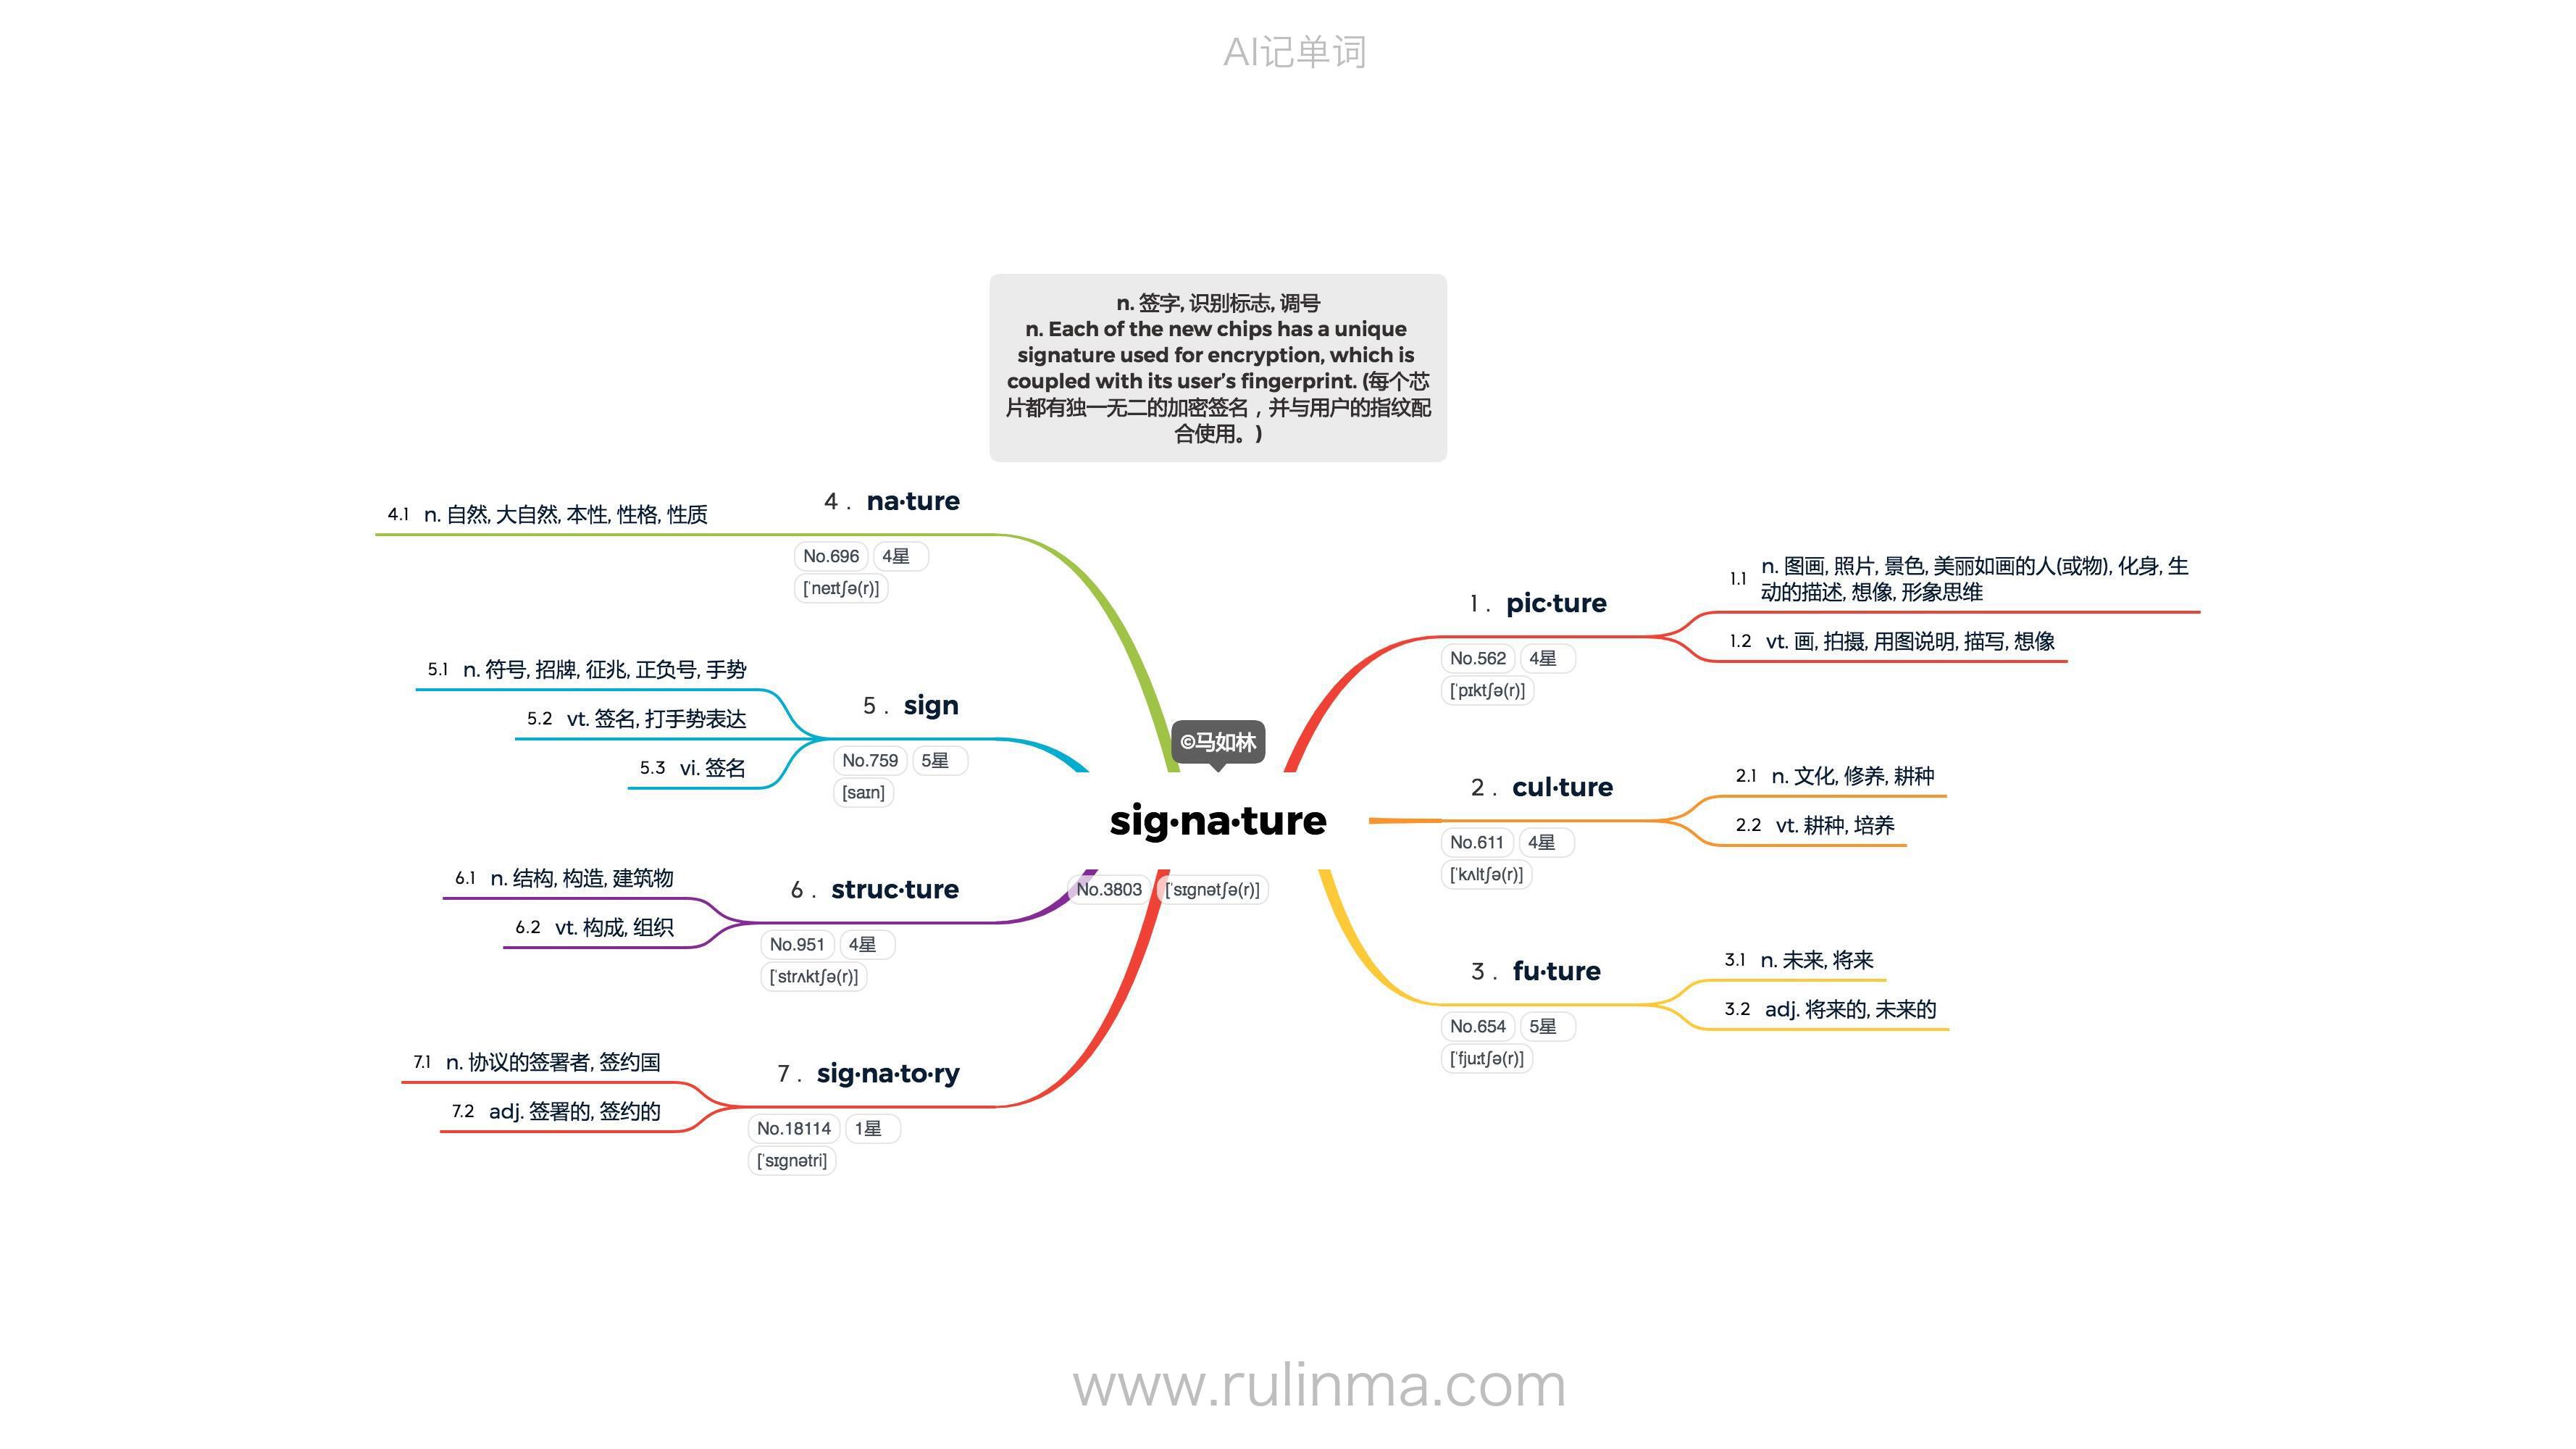 AI记单词
n. 签字, 识别标志, 调号
n. Each of the new chips has a unique
signature used for encryption, which is
coupled with its user’s fingerprint. (每个芯
片都有独一无二的加密签名，并与用户的指纹配
合使用。)
©马如林
sig·na·ture
No.3803 [ˈsɪɡnətʃə(r)]
1. pic·ture
No.562 4星
[ˈpɪktʃə(r)]
1.1 n. 图画, 照片, 景色, 美丽如画的人(或物), 化身, 生
动的描述, 想像, 形象思维
1.2 vt. 画, 拍摄, 用图说明, 描写, 想像
2. cul·ture
No.611 4星
[ˈkʌltʃə(r)]
2.1 n. 文化, 修养, 耕种
2.2 vt. 耕种, 培养
3. fu·ture
No.654 5星
[ˈfjuːtʃə(r)]
3.1 n. 未来, 将来
3.2 adj. 将来的, 未来的
4. na·ture
No.696 4星
[ˈneɪtʃə(r)]
4.1 n. 自然, 大自然, 本性, 性格, 性质
5. sign
No.759 5星
[saɪn]
5.1 n. 符号, 招牌, 征兆, 正负号, 手势
5.2 vt. 签名, 打手势表达
5.3 vi. 签名
6. struc·ture
No.951 4星
[ˈstrʌktʃə(r)]
6.1 n. 结构, 构造, 建筑物
6.2 vt. 构成, 组织
7. sig·na·to·ry
No.18114 1星
[ˈsɪɡnətri]
7.1 n. 协议的签署者, 签约国
7.2 adj. 签署的, 签约的
www.rulinma.com